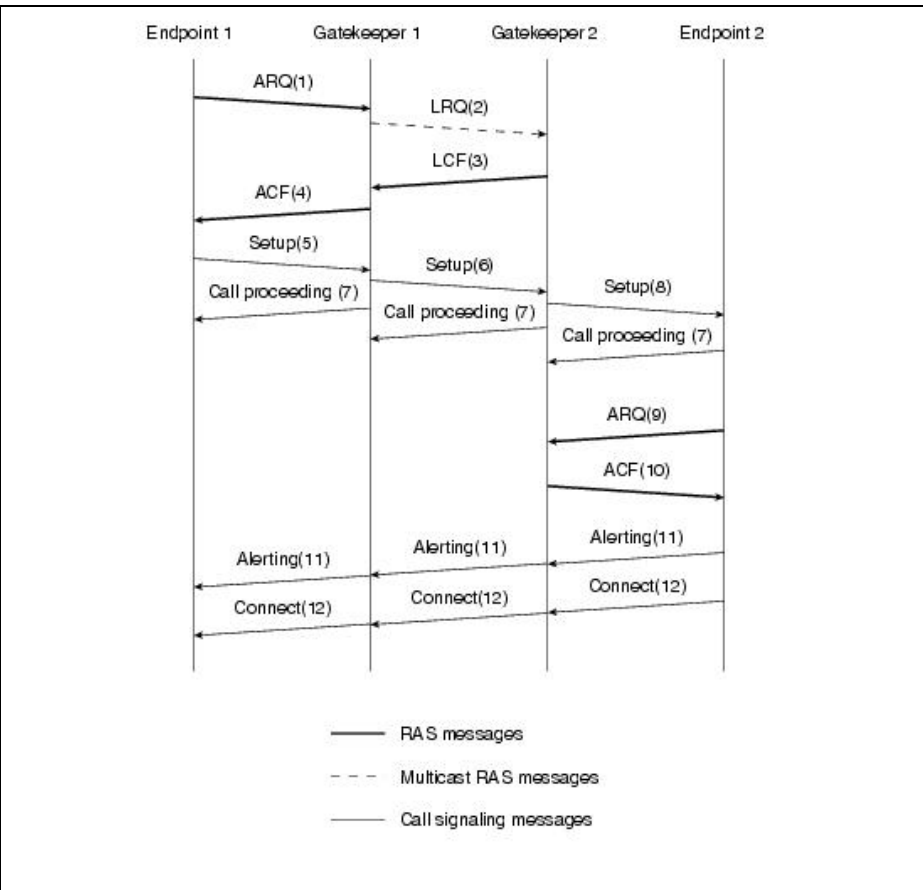 Endpoint 1 Gatekeeper 1 Gatekeeper 2 Endpoint 2
ARQ(1)
LRQ(2)
LCF(3)
ACF(4)
Setup(5)
Setup(6)
Setup(8)
Call proceeding (7)
Call proceeding (7)
Call proceeding (7)
ARQ(9)
ACF(10)
Alerting(11)
Alerting(11)
Alerting(11)
Connect(12)
Connect(12)
Connect(12)
RAS messages
Multicast RAS messages
Call signaling messages